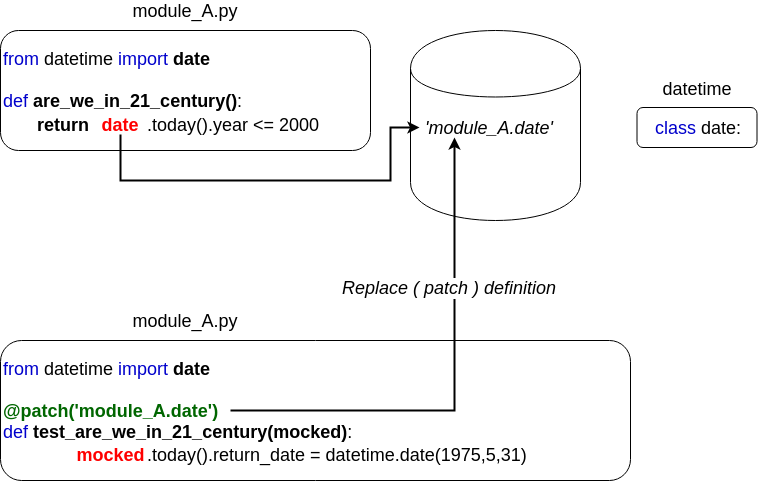 module_A.py
from datetime import date
def are_we_in_21_century():
return date .today().year <= 2000
'module_A.date'
datetime
class date:
Replace ( patch ) definition
module_A.py
from datetime import date
@patch('module_A.date')
def test_are_we_in_21_century(mocked):
mocked.today().return_date = datetime.date(1975,5,31)